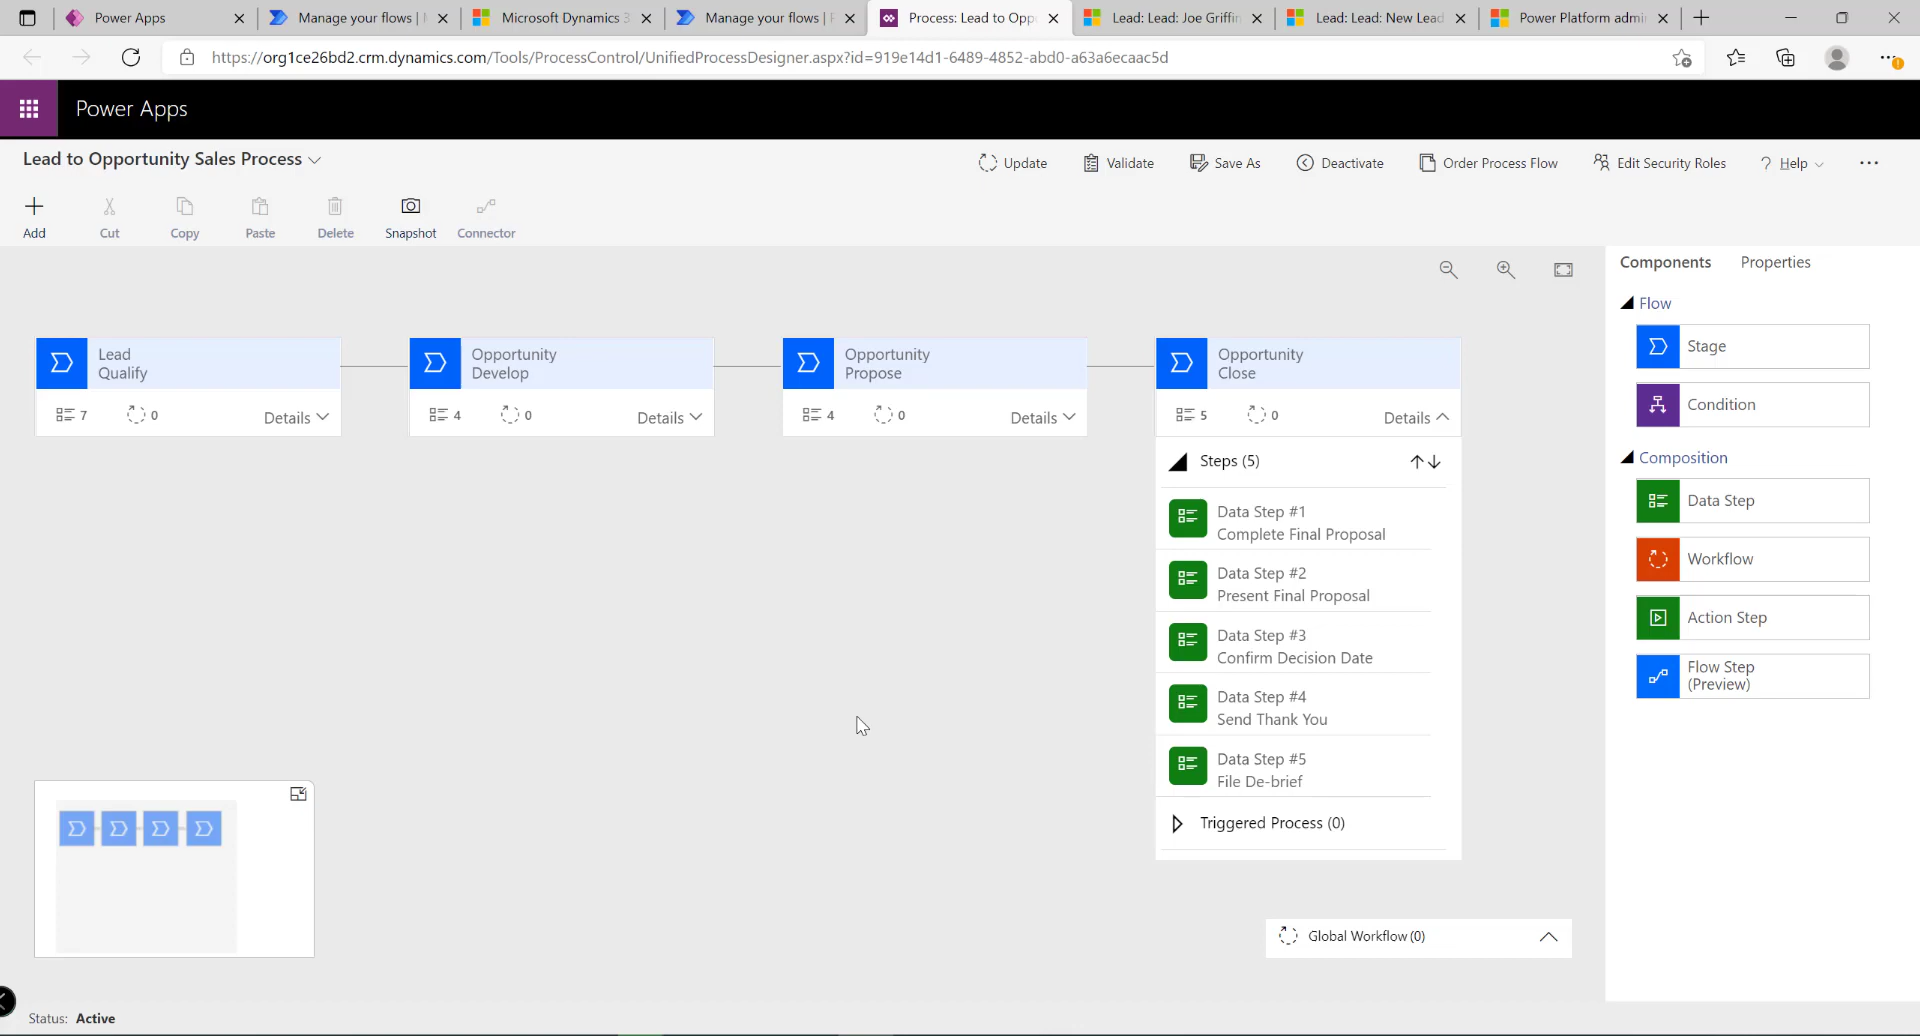 Power Apps
Manage your flows |
Microsoft Dynamics 3
Manage your flows |
Process: Lead to Oppo
Lead: Lead: Joe Griffin
Lead: Lead: New Lead
Power Platform admi
https://org1ce26bd2.crm.dynamics.com/Tools/ProcessControl/UnifiedProcessDesigner.aspx?id=919e14d1-6489-4852-abd0-a63a6ecaac5d
Power Apps
Lead to Opportunity Sales Process
Update
Validate
Save As
Deactivate
Order Process Flow
Edit Security Roles
? Help
Add
Cut
Copy
Paste
Delete
Snapshot
Connector
Components
Properties
Flow
Stage
Condition
Composition
Data Step
Workflow
Action Step
Flow Step
(Preview)
Lead
Qualify
7
0
Details
Opportunity
Develop
4
0
Details
Opportunity
Propose
4
0
Details
Opportunity
Close
5
0
Details
Steps (5)
Data Step #1
Complete Final Proposal
Data Step #2
Present Final Proposal
Data Step #3
Confirm Decision Date
Data Step #4
Send Thank You
Data Step #5
File De-brief
Triggered Process (0)
Global Workflow (0)
Status: Active